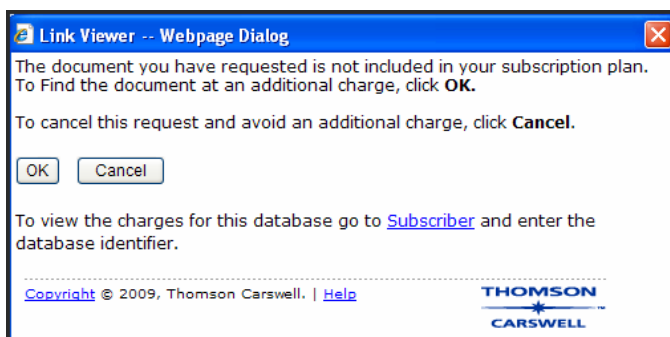 Link Viewer -- Webpage Dialog
The document you have requested is not included in your subscription plan.
To Find the document at an additional charge, click OK.
To cancel this request and avoid an additional charge, click Cancel.
OK Cancel
To view the charges for this database go to Subscriber and enter the
database identifier.
Copyright © 2009, Thomson Carswell. | Help
THOMSON
™
CARSWELL